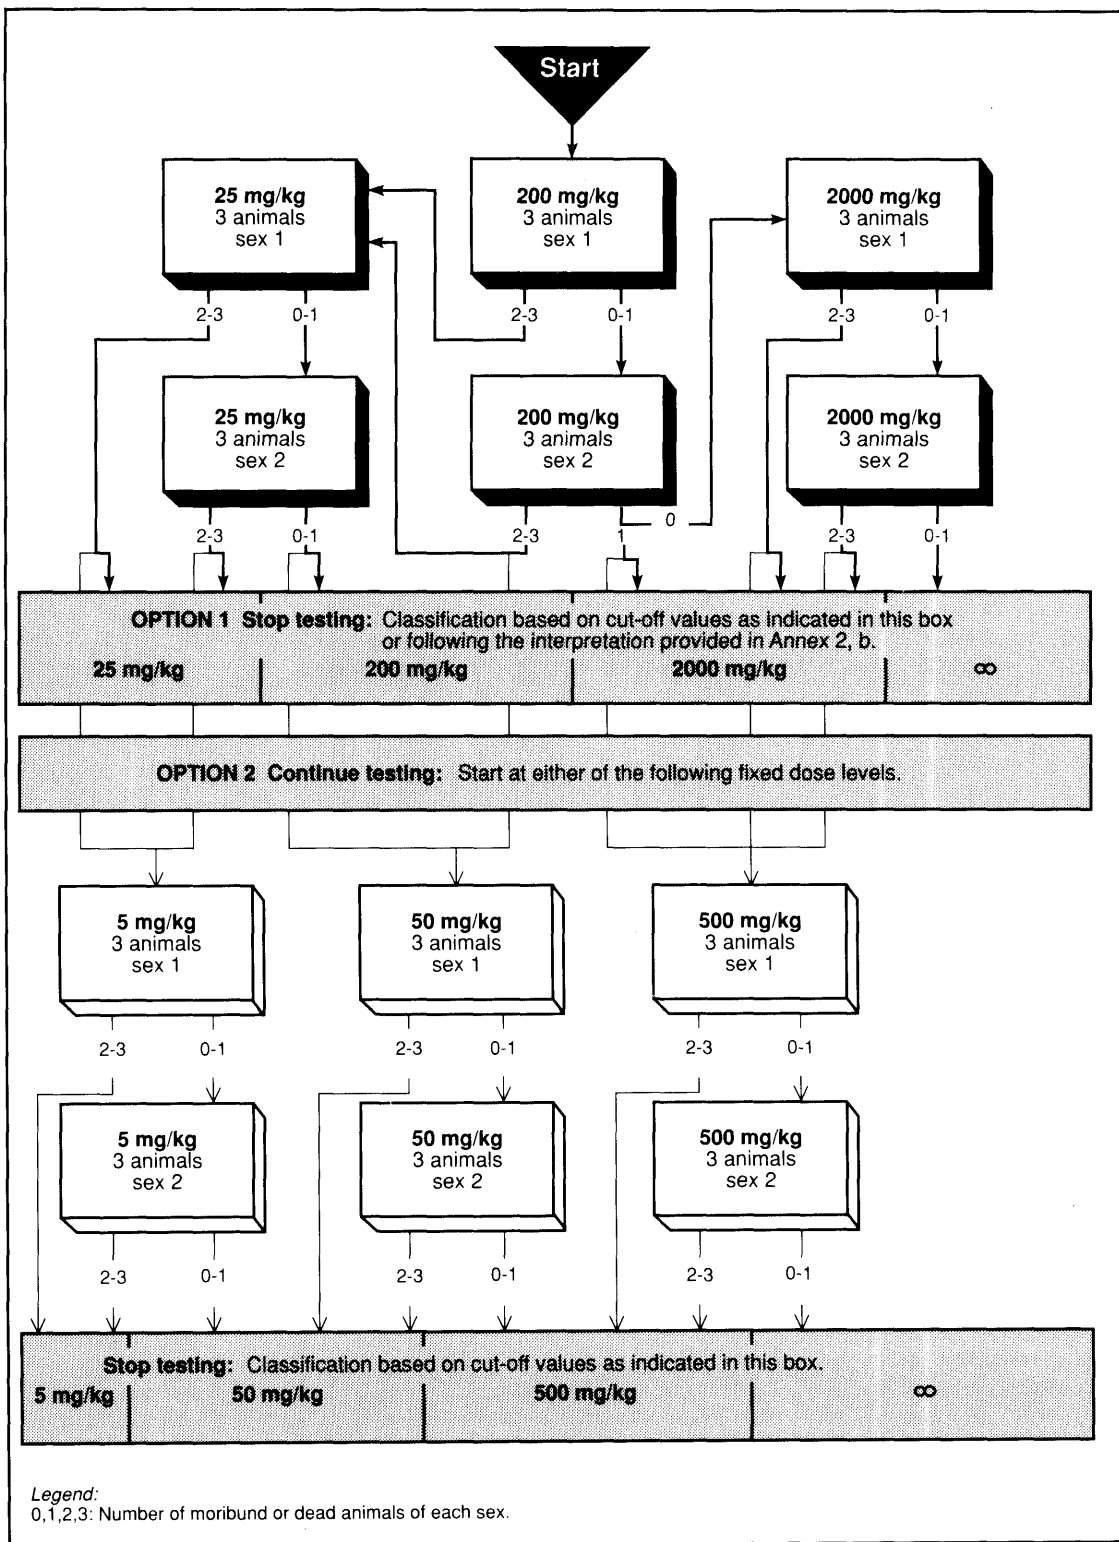 Start
25 mg/kg
3 animals
sex 1
200 mg/kg
3 animals
sex 1
2000 mg/kg
3 animals
sex 1
2-3
0-1
2-3
0-1
2-3
0-1
25 mg/kg
3 animals
sex 2
200 mg/kg
3 animals
sex 2
2000 mg/kg
3 animals
sex 2
2-3
0-1
2-3
1
0
2-3
0-1
OPTION 1 Stop testing: Classification based on cut-off values as indicated in this box
or following the interpretation provided in Annex 2, b.
25 mg/kg
200 mg/kg
2000 mg/kg
∞
OPTION 2 Continue testing: Start at either of the following fixed dose levels.
5 mg/kg
3 animals
sex 1
50 mg/kg
3 animals
sex 1
500 mg/kg
3 animals
sex 1
2-3
0-1
2-3
0-1
2-3
0-1
5 mg/kg
3 animals
sex 2
50 mg/kg
3 animals
sex 2
500 mg/kg
3 animals
sex 2
2-3
0-1
2-3
0-1
2-3
0-1
Stop testing: Classification based on cut-off values as indicated in this box.
5 mg/kg
50 mg/kg
500 mg/kg
∞
Legend:
0,1,2,3: Number of moribund or dead animals of each sex.